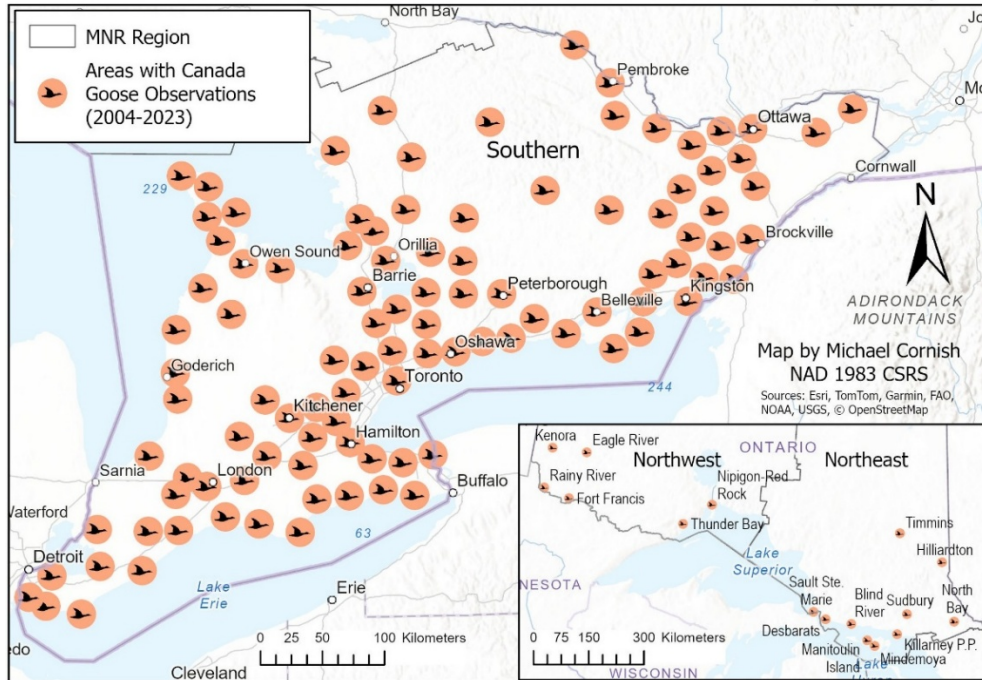 North Bay
MNR Region
Areas with Canada
Goose Observations
(2004-2023)
Pembroke
Ottawa
Southern
Cornwall
229
Owen Sound
Orillia
Barrie
Brockville
N
Peterborough
Belleville
Kingston
ADIRONDACK
MOUNTAINS
Oshawa
Goderich
Toronto
244
Map by Michael Cornish
NAD 1983 CSRS
Sources: Esri, TomTom, Garmin, FAO,
NOAA, USGS, © OpenStreetMap
Kitchener
Hamilton
Sarnia
London
Buffalo
Waterford
63
Detroit
Lake
Erie
Erie
0 25 50 100 Kilometers
Cleveland
Kenora
Eagle River
ONTARIO
Northwest
Northeast
Rainy River
Fort Francis
Nipigon-Red
Rock
Thunder Bay
Timmins
Hilliardton
Lake
Superior
NESOTA
Sault Ste.
Marie
Blind
River
Sudbury
North
Bay
0 75 150 300 Kilometers
Desbarats
Killarney P.P.
Manitoulin
Island
Mindemoya
Lake
WISCONSIN